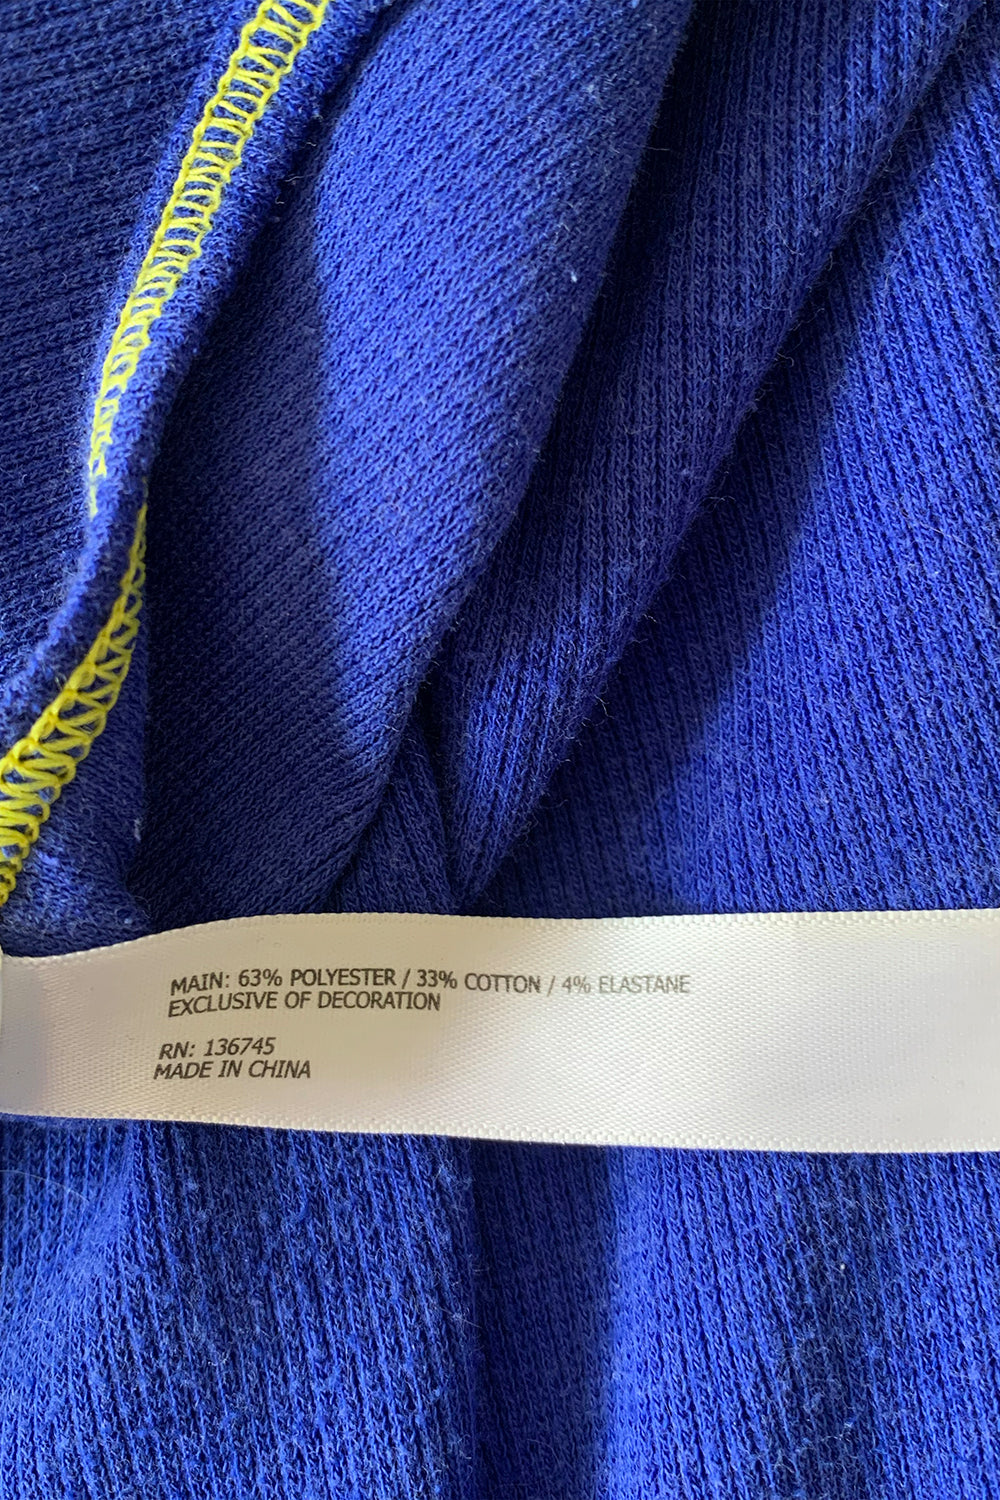 MAIN: 63% POLYESTER / 33% COTTON / 4% ELASTANE
EXCLUSIVE OF DECORATION
RN: 136745
MADE IN CHINA